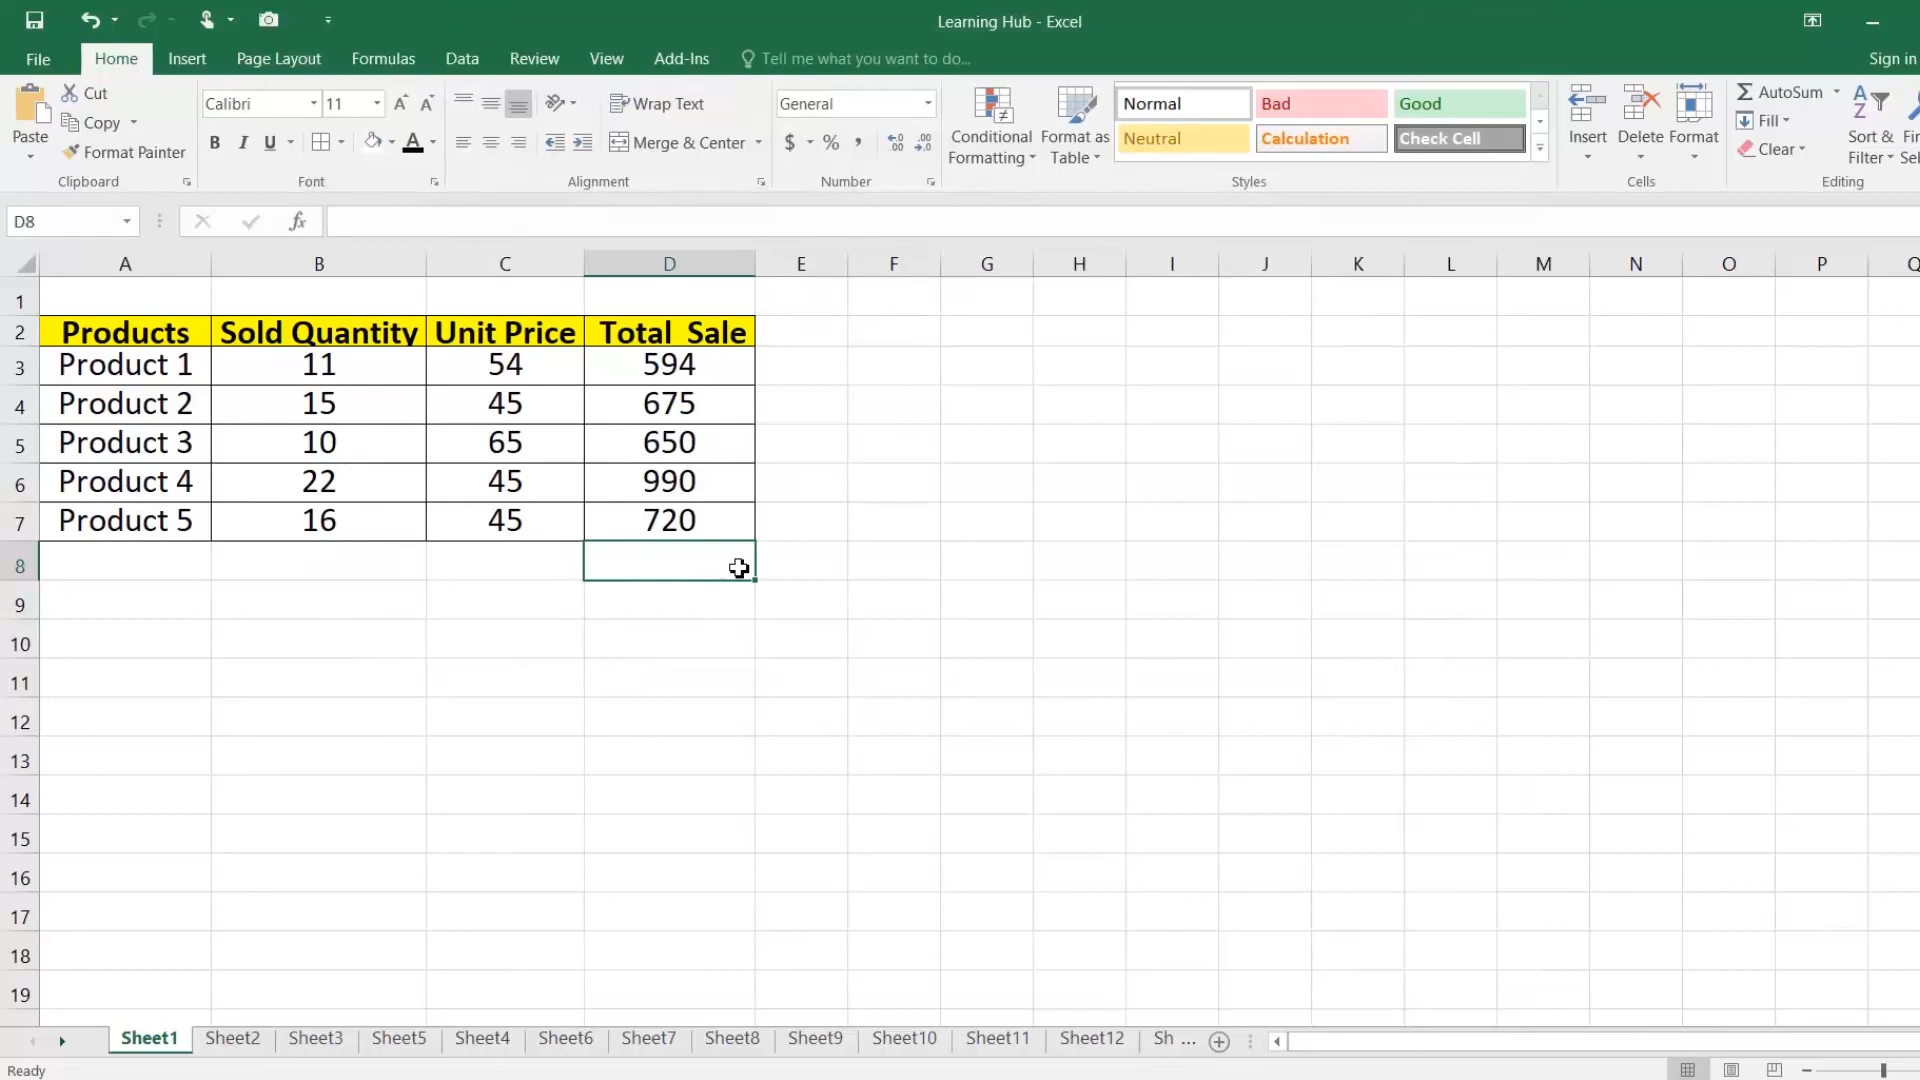 Learning Hub - Excel
File Home Insert Page Layout Formulas Data Review View Add-Ins Tell me what you want to do... Sign in
Paste
Cut
Copy
Format Painter
Clipboard
Calibri 11
B I U A
Font
Wrap Text
Merge & Center
Alignment
General
$ % ,
Number
Conditional Formatting
Format as Table
Normal Bad Good
Neutral Calculation Check Cell
Styles
Insert Delete Format
Cells
AutoSum
Fill
Clear
Sort & Filter
Editing
D8 fx
A B C D E F G H I J K L M N O P Q
1
2 Products Sold Quantity Unit Price Total Sale
3 Product 1 11 54 594
4 Product 2 15 45 675
5 Product 3 10 65 650
6 Product 4 22 45 990
7 Product 5 16 45 720
8
9
10
11
12
13
14
15
16
17
18
19
Sheet1 Sheet2 Sheet3 Sheet5 Sheet4 Sheet6 Sheet7 Sheet8 Sheet9 Sheet10 Sheet11 Sheet12 Sh ...
Ready